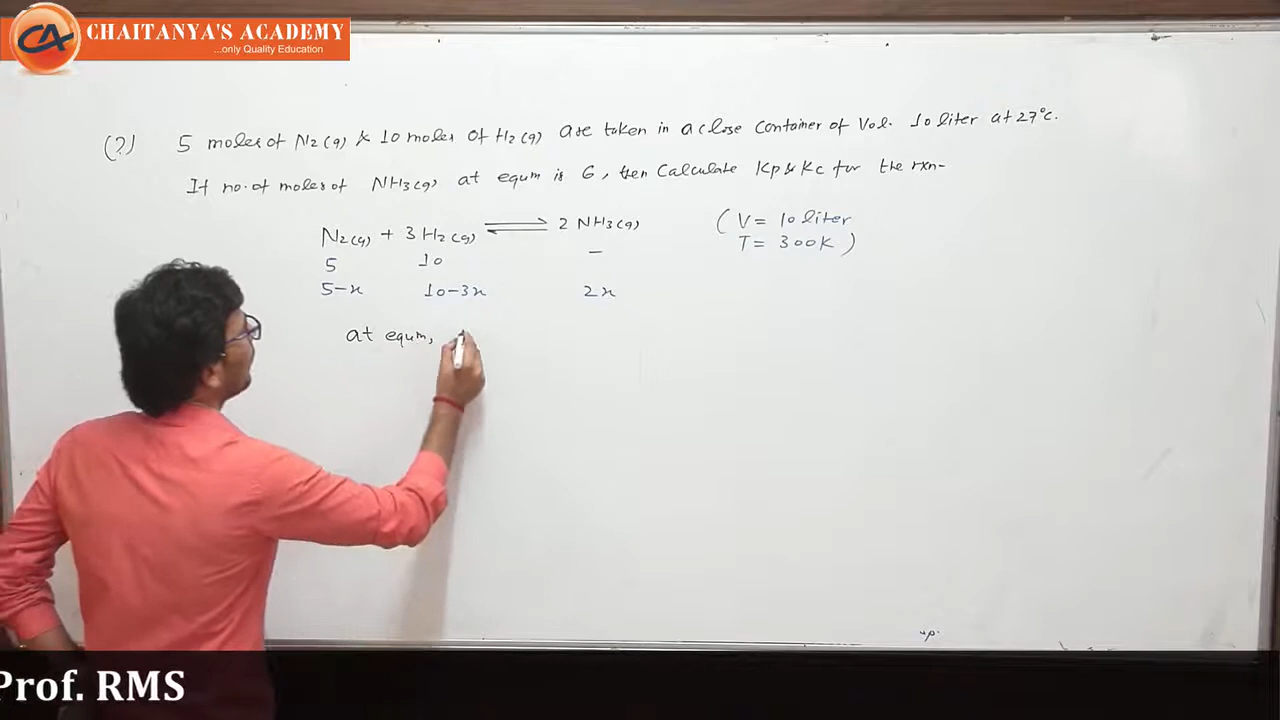 CA CHAITANYA'S ACADEMY
...only Quality Education
(?) 5 moles of N2(g) & 10 moles of H2(g) are taken in a close container of Vol. 10 liter at 27°C.
If no. of moles of NH3(g) at equm is 6, then Calculate Kp & Kc for the rxn-
N2(g) + 3 H2(g) ⇌ 2 NH3(g) ( V = 10 liter
5 10 — T = 300K )
5-x 10-3x 2x
at equm,
Prof. RMS